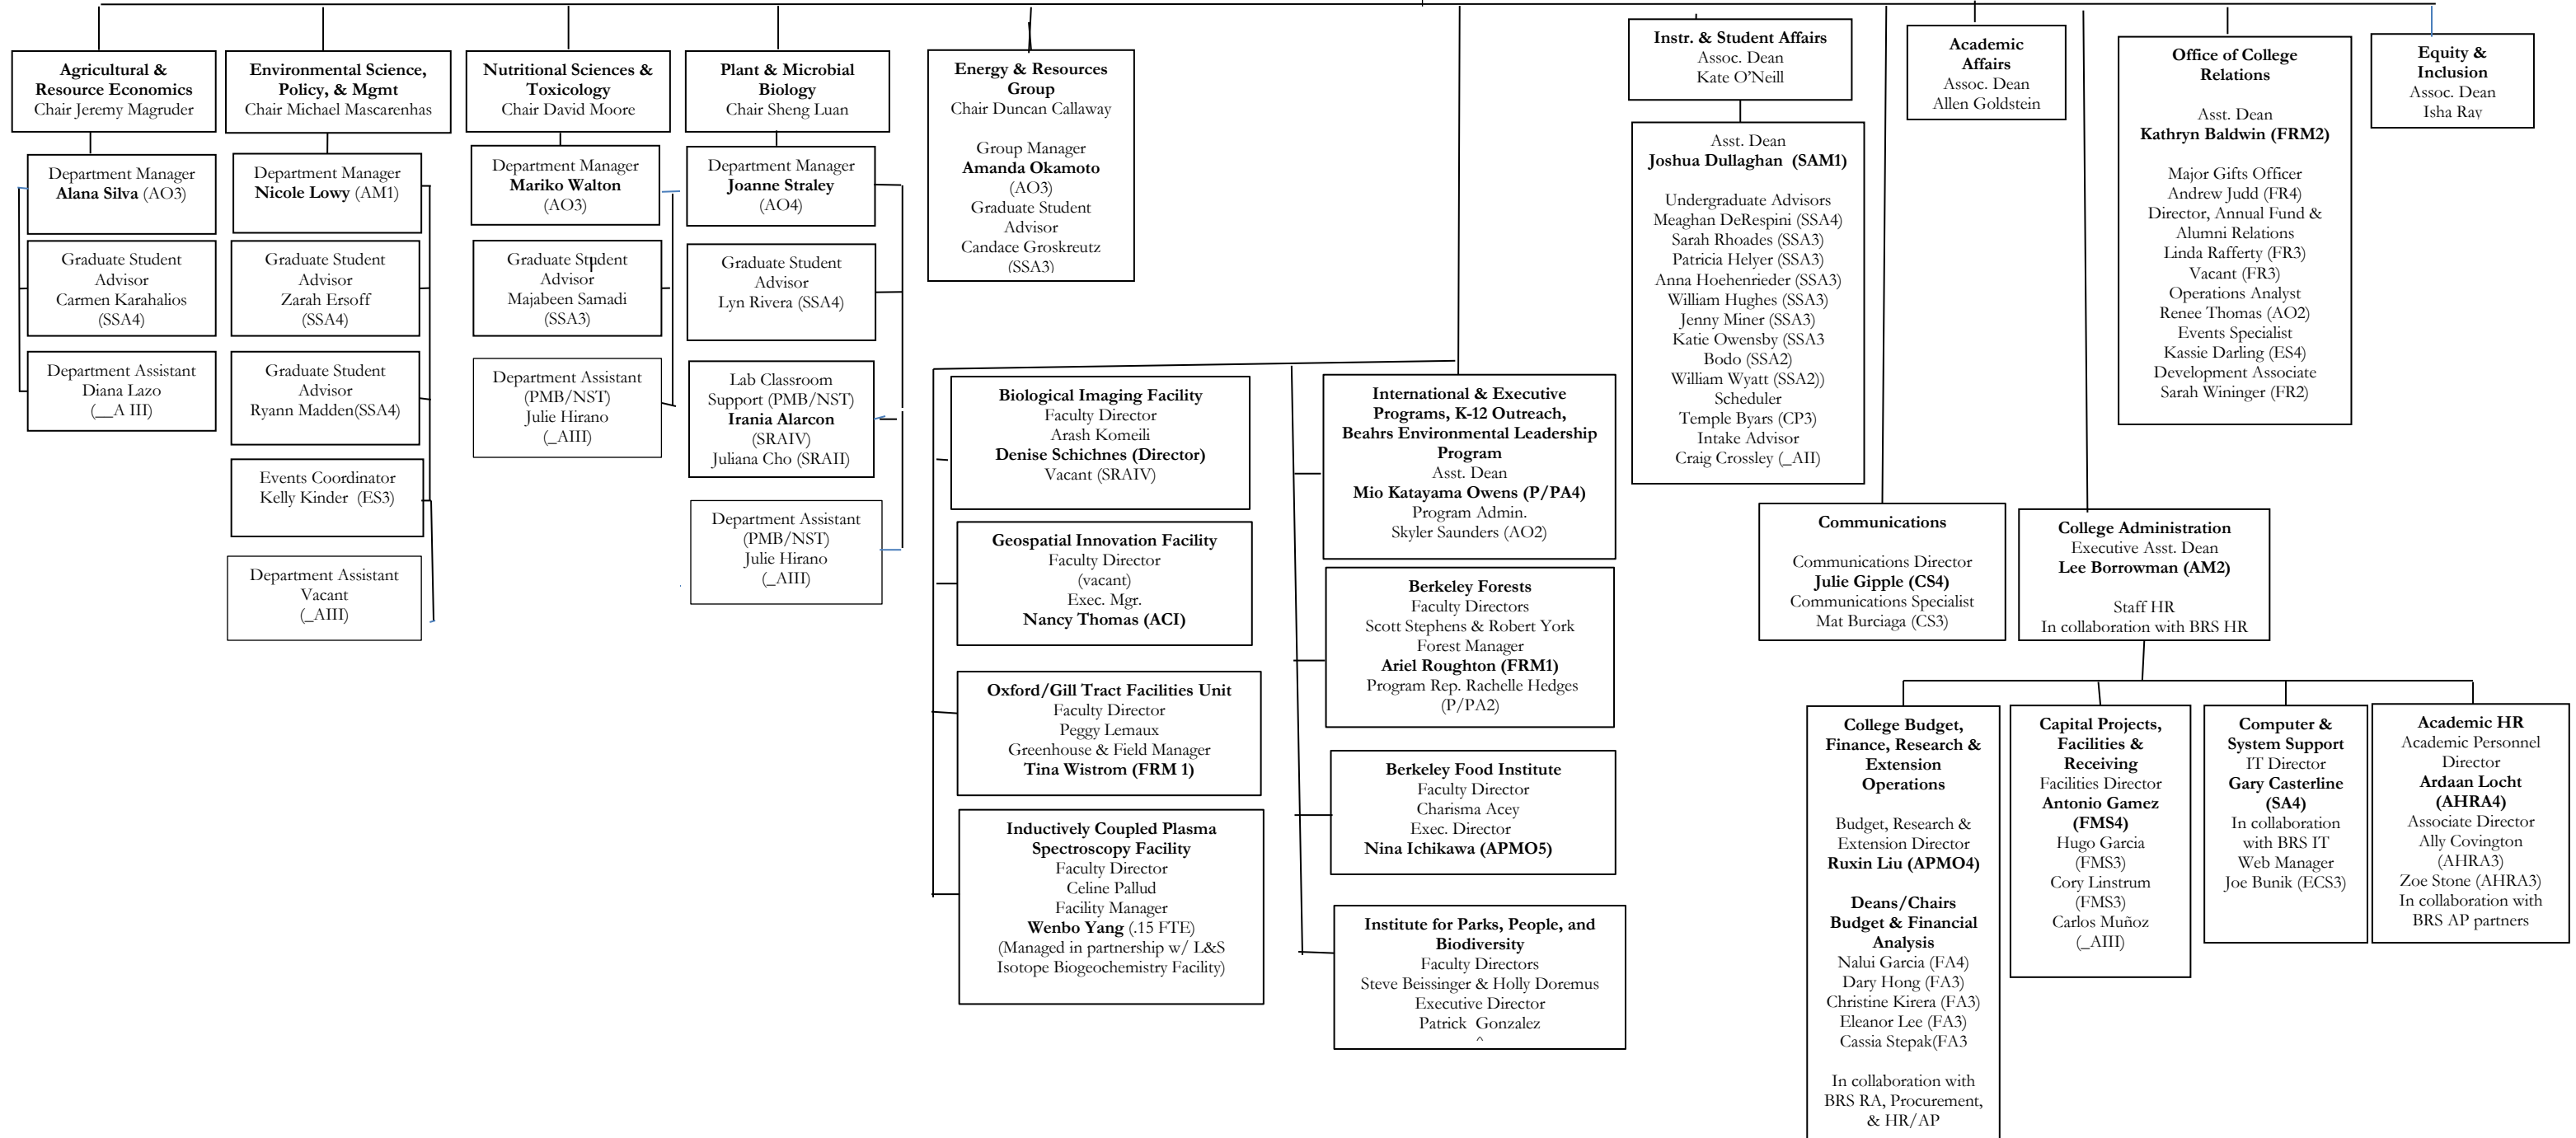 Agricultural &
Resource Economics
Chair Jeremy Magruder
Department Manager
Alana Silva (AO3)
Graduate Student
Advisor
Carmen Karahalios
(SSA4)
Department Assistant
Diana Lazo
(__A III)
Environmental Science,
Policy, & Mgmt
Chair Michael Mascarenhas
Department Manager
Nicole Lowy (AM1)
Graduate Student
Advisor
Zarah Ersoff
(SSA4)
Graduate Student
Advisor
Ryann Madden(SSA4)
Events Coordinator
Kelly Kinder (ES3)
Department Assistant
Vacant
(_AIII)
Nutritional Sciences &
Toxicology
Chair David Moore
Department Manager
Mariko Walton
(AO3)
Graduate Student
Advisor
Majabeen Samadi
(SSA3)
Department Assistant
(PMB/NST)
Julie Hirano
(_AIII)
Plant & Microbial
Biology
Chair Sheng Luan
Department Manager
Joanne Straley
(AO4)
Graduate Student
Advisor
Lyn Rivera (SSA4)
Lab Classroom
Support (PMB/NST)
Irania Alarcon
(SRAIV)
Juliana Cho (SRAII)
Department Assistant
(PMB/NST)
Julie Hirano
(_AIII)
Energy & Resources
Group
Chair Duncan Callaway
Group Manager
Amanda Okamoto
(AO3)
Graduate Student
Advisor
Candace Groskreutz
(SSA3)
Biological Imaging Facility
Faculty Director
Arash Komeili
Denise Schichnes (Director)
Vacant (SRAIV)
Geospatial Innovation Facility
Faculty Director
(vacant)
Exec. Mgr.
Nancy Thomas (ACI)
Oxford/Gill Tract Facilities Unit
Faculty Director
Peggy Lemaux
Greenhouse & Field Manager
Tina Wistrom (FRM 1)
Inductively Coupled Plasma
Spectroscopy Facility
Faculty Director
Celine Pallud
Facility Manager
Wenbo Yang (.15 FTE)
(Managed in partnership w/ L&S
Isotope Biogeochemistry Facility)
International & Executive
Programs, K-12 Outreach,
Beahrs Environmental Leadership
Program
Asst. Dean
Mio Katayama Owens (P/PA4)
Program Admin.
Skyler Saunders (AO2)
Berkeley Forests
Faculty Directors
Scott Stephens & Robert York
Forest Manager
Ariel Roughton (FRM1)
Program Rep. Rachelle Hedges
(P/PA2)
Berkeley Food Institute
Faculty Director
Charisma Acey
Exec. Director
Nina Ichikawa (APMO5)
Institute for Parks, People, and
Biodiversity
Faculty Directors
Steve Beissinger & Holly Doremus
Executive Director
Patrick Gonzalez
Instr. & Student Affairs
Assoc. Dean
Kate O’Neill
Asst. Dean
Joshua Dullaghan (SAM1)
Undergraduate Advisors
Meaghan DeRespini (SSA4)
Sarah Rhoades (SSA3)
Patricia Helyer (SSA3)
Anna Hoehenrieder (SSA3)
William Hughes (SSA3)
Jenny Miner (SSA3)
Katie Owensby (SSA3
Bodo (SSA2)
William Wyatt (SSA2))
Scheduler
Temple Byars (CP3)
Intake Advisor
Craig Crossley (_AII)
Communications
Communications Director
Julie Gipple (CS4)
Communications Specialist
Mat Burciaga (CS3)
Academic
Affairs
Assoc. Dean
Allen Goldstein
College Administration
Executive Asst. Dean
Lee Borrowman (AM2)
Staff HR
In collaboration with BRS HR
Office of College
Relations
Asst. Dean
Kathryn Baldwin (FRM2)
Major Gifts Officer
Andrew Judd (FR4)
Director, Annual Fund &
Alumni Relations
Linda Rafferty (FR3)
Vacant (FR3)
Operations Analyst
Renee Thomas (AO2)
Events Specialist
Kassie Darling (ES4)
Development Associate
Sarah Wininger (FR2)
Equity &
Inclusion
Assoc. Dean
Isha Ray
College Budget,
Finance, Research &
Extension
Operations
Budget, Research &
Extension Director
Ruxin Liu (APMO4)
Deans/Chairs
Budget & Financial
Analysis
Nalui Garcia (FA4)
Dary Hong (FA3)
Christine Kirera (FA3)
Eleanor Lee (FA3)
Cassia Stepak(FA3
In collaboration with
BRS RA, Procurement,
& HR/AP
Capital Projects,
Facilities &
Receiving
Facilities Director
Antonio Gamez
(FMS4)
Hugo Garcia
(FMS3)
Cory Linstrum
(FMS3)
Carlos Muñoz
(_AIII)
Computer &
System Support
IT Director
Gary Casterline
(SA4)
In collaboration
with BRS IT
Web Manager
Joe Bunik (ECS3)
Academic HR
Academic Personnel
Director
Ardaan Locht
(AHRA4)
Associate Director
Ally Covington
(AHRA3)
Zoe Stone (AHRA3)
In collaboration with
BRS AP partners